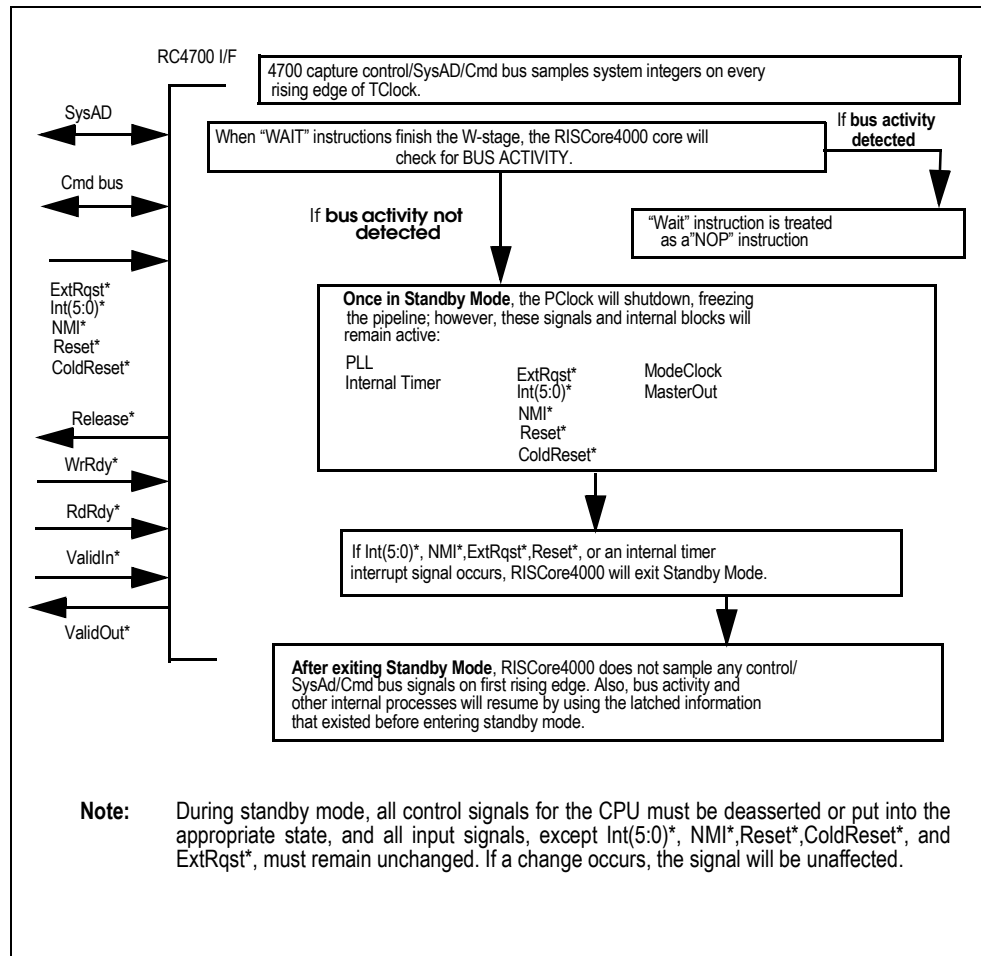 RC4700 I/F
4700 capture control/SysAD/Cmd bus samples system integers on every
rising edge of TClock.
SysAD
When “WAIT” instructions finish the W-stage, the RISCore4000 core will
check for BUS ACTIVITY.
If bus activity
detected
Cmd bus
If bus activity not
detected
“Wait” instruction is treated
as a”NOP” instruction
ExtRqst*
Int(5:0)*
NMI*
Reset*
ColdReset*
Once in Standby Mode, the PClock will shutdown, freezing
the pipeline; however, these signals and internal blocks will
remain active:
PLL
Internal Timer
ExtRqst*
Int(5:0)*
NMI*
Reset*
ColdReset*
ModeClock
MasterOut
Release*
WrRdy*
RdRdy*
ValidIn*
ValidOut*
If Int(5:0)*, NMI*,ExtRqst*,Reset*, or an internal timer
interrupt signal occurs, RISCore4000 will exit Standby Mode.
After exiting Standby Mode, RISCore4000 does not sample any control/
SysAd/Cmd bus signals on first rising edge. Also, bus activity and
other internal processes will resume by using the latched information
that existed before entering standby mode.
Note: During standby mode, all control signals for the CPU must be deasserted or put into the
appropriate state, and all input signals, except Int(5:0)*, NMI*,Reset*,ColdReset*, and
ExtRqst*, must remain unchanged. If a change occurs, the signal will be unaffected.